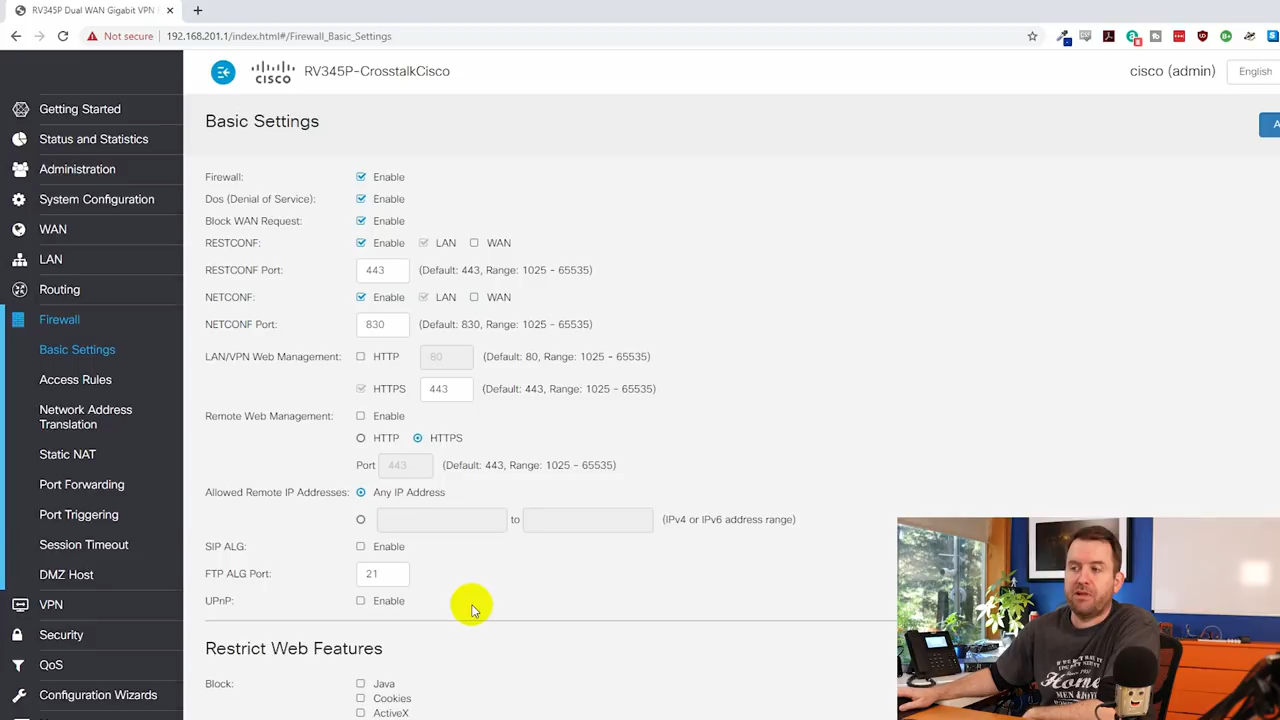 RV345P Dual WAN Gigabit VPN
Not secure 192.168.201.1/index.html#/Firewall_Basic_Settings
cisco RV345P-CrosstalkCisco cisco (admin) English
Getting Started
Status and Statistics
Administration
System Configuration
WAN
LAN
Routing
Firewall
Basic Settings
Access Rules
Network Address
Translation
Static NAT
Port Forwarding
Port Triggering
Session Timeout
DMZ Host
VPN
Security
QoS
Configuration Wizards
Basic Settings
Firewall: Enable
Dos (Denial of Service): Enable
Block WAN Request: Enable
RESTCONF: Enable LAN WAN
RESTCONF Port: 443 (Default: 443, Range: 1025 - 65535)
NETCONF: Enable LAN WAN
NETCONF Port: 830 (Default: 830, Range: 1025 - 65535)
LAN/VPN Web Management: HTTP 80 (Default: 80, Range: 1025 - 65535)
HTTPS 443 (Default: 443, Range: 1025 - 65535)
Remote Web Management: Enable
HTTP HTTPS
Port 443 (Default: 443, Range: 1025 - 65535)
Allowed Remote IP Addresses: Any IP Address
to (IPv4 or IPv6 address range)
SIP ALG: Enable
FTP ALG Port: 21
UPnP: Enable
Restrict Web Features
Block: Java
Cookies
ActiveX